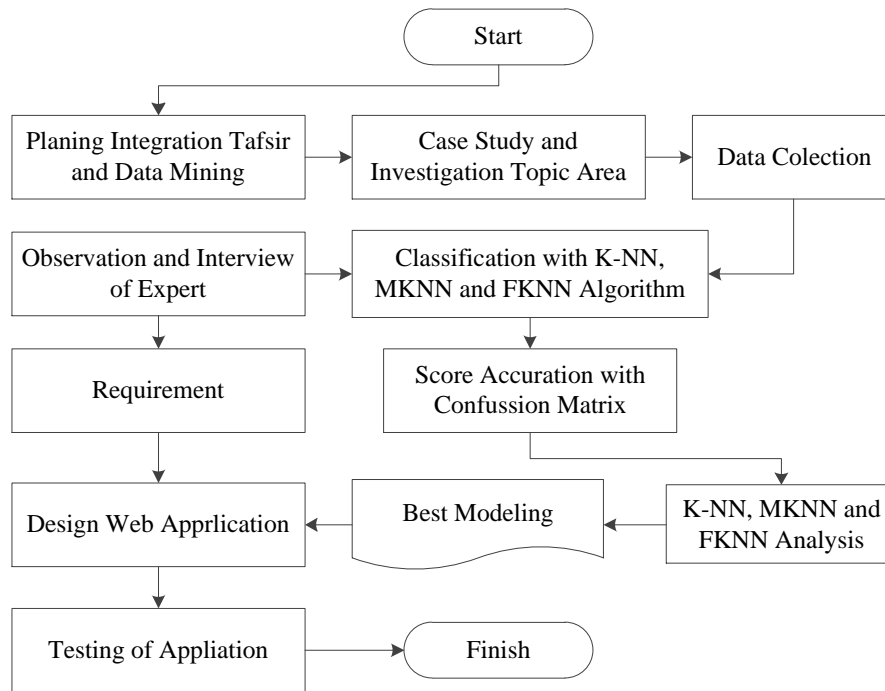 Start
Planing Integration Tafsir
and Data Mining
Case Study and
Investigation Topic Area
Data Colection
Observation and Interview
of Expert
Classification with K-NN,
MKNN and FKNN Algorithm
Requirement
Score Accuration with
Confussion Matrix
Design Web Apprlication
Best Modeling
K-NN, MKNN and
FKNN Analysis
Testing of Appliation
Finish